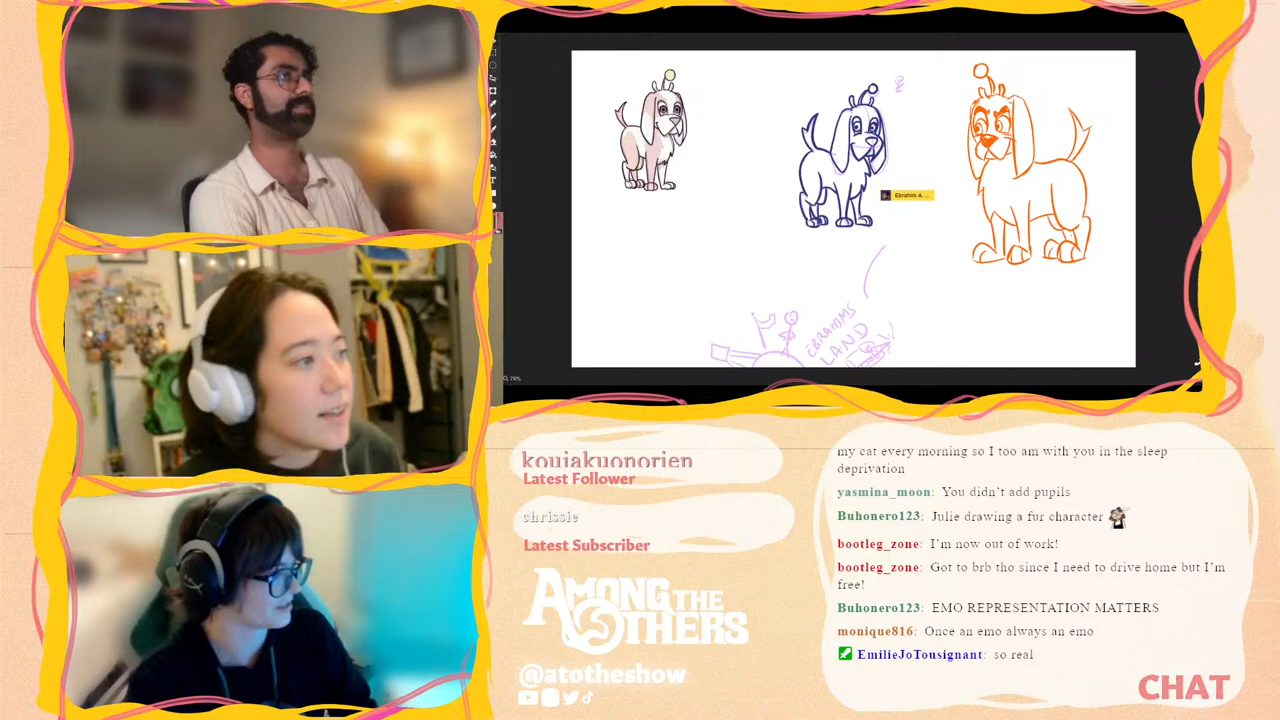 Ebrahim A. ...
EBRAHIMS
LAND
76%
koujakuonorien
Latest Follower
chrissie
Latest Subscriber
AMONG THE
OTHERS
@atotheshow
my cat every morning so I too am with you in the sleep
deprivation
yasmina_moon: You didn't add pupils
Buhonero123: Julie drawing a fur character
bootleg_zone: I'm now out of work!
bootleg_zone: Got to brb tho since I need to drive home but I'm
free!
Buhonero123: EMO REPRESENTATION MATTERS
monique816: Once an emo always an emo
EmilieJoTousignant: so real
CHAT